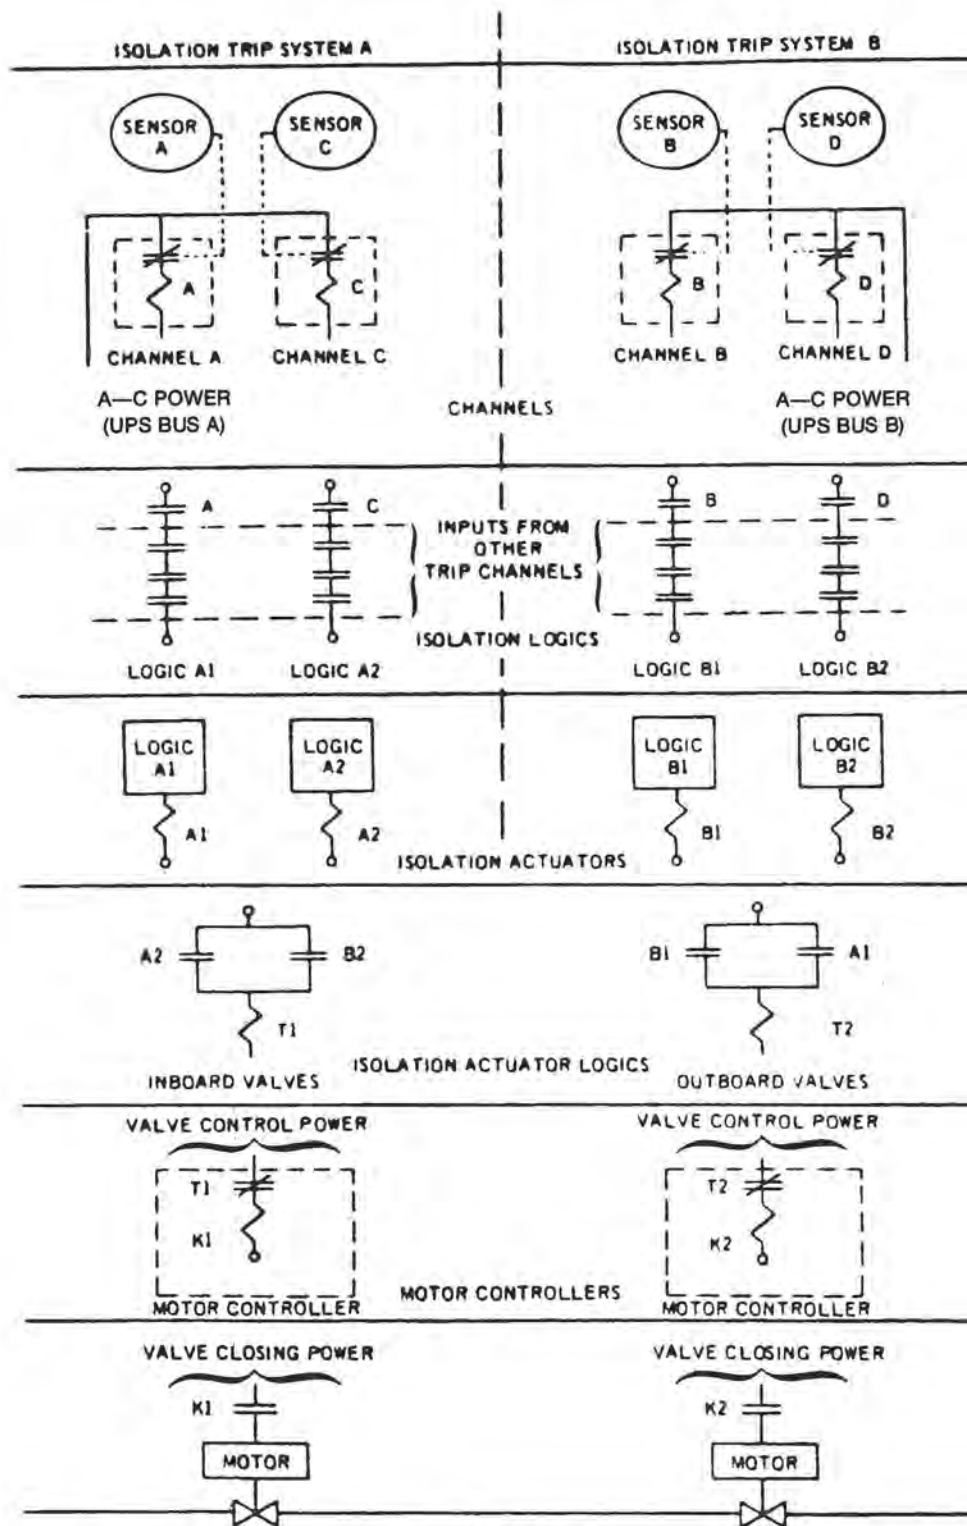 ISOLATION TRIP SYSTEM A
ISOLATION TRIP SYSTEM B
SENSOR
A
SENSOR
C
SENSOR
B
SENSOR
D
A
C
B
D
CHANNEL A
CHANNEL C
CHANNEL B
CHANNEL D
A—C POWER
(UPS BUS A)
CHANNELS
A—C POWER
(UPS BUS B)
A
C
B
D
INPUTS FROM
OTHER
TRIP CHANNELS
ISOLATION LOGICS
LOGIC A1
LOGIC A2
LOGIC B1
LOGIC B2
LOGIC
A1
LOGIC
A2
LOGIC
B1
LOGIC
B2
A1
A2
B1
B2
ISOLATION ACTUATORS
A2
B2
B1
A1
T1
T2
ISOLATION ACTUATOR LOGICS
INBOARD VALVES
OUTBOARD VALVES
VALVE CONTROL POWER
VALVE CONTROL POWER
T1
T2
K1
K2
MOTOR CONTROLLERS
MOTOR CONTROLLER
MOTOR CONTROLLER
VALVE CLOSING POWER
VALVE CLOSING POWER
K1
K2
MOTOR
MOTOR